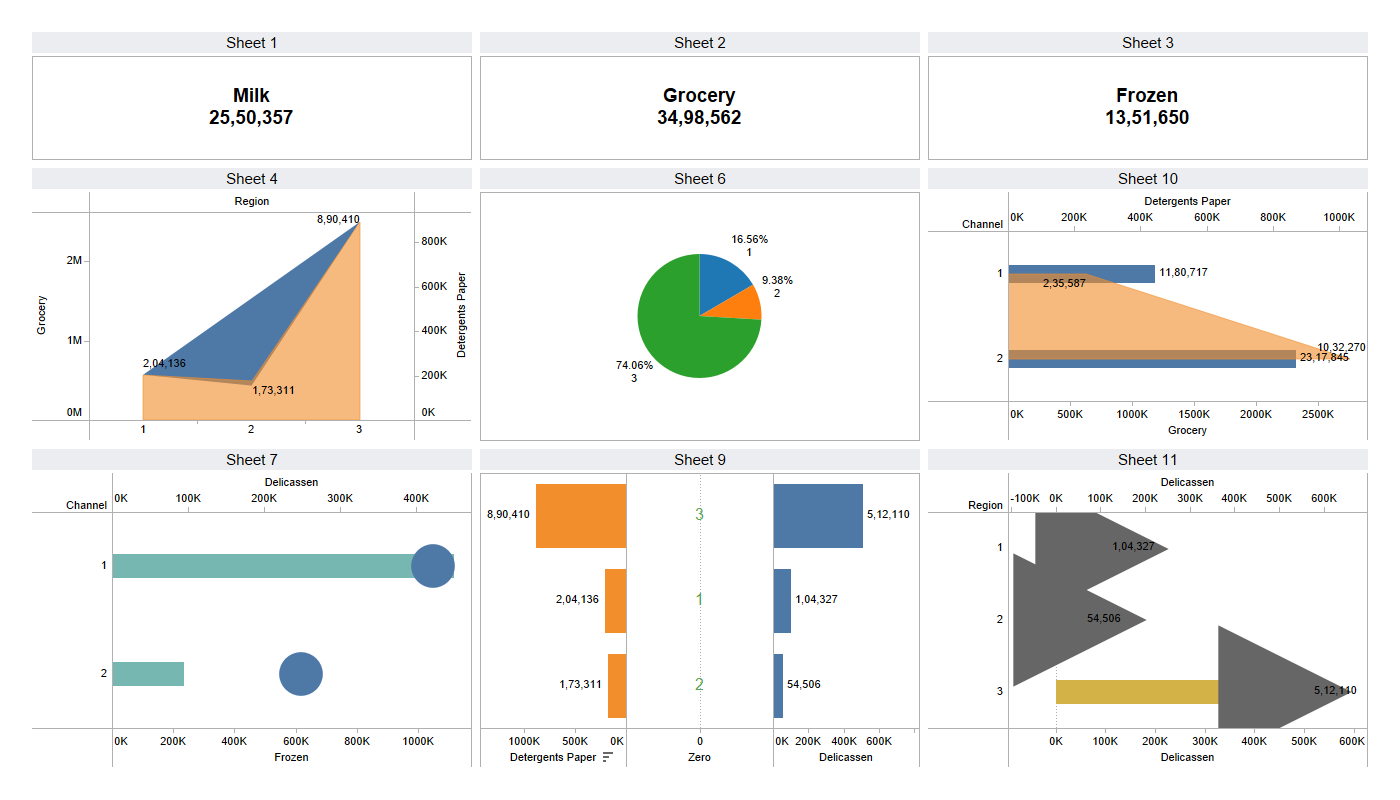 Sheet 1
Sheet 2
Sheet 3
Milk
25,50,357
Grocery
34,98,562
Frozen
13,51,650
Sheet 4
Region
8,90,410
2M
1M
0M
Grocery
2,04,136
1,73,311
800K
600K
400K
200K
0K
Detergents Paper
1 2 3
Sheet 6
16.56%
1
9.38%
2
74.06%
3
Sheet 10
Detergents Paper
Channel 0K 200K 400K 600K 800K 1000K
1 11,80,717
2,35,587
10,32,270
2 23,17,845
0K 500K 1000K 1500K 2000K 2500K
Grocery
Sheet 7
Delicassen
Channel 0K 100K 200K 300K 400K
1
2
0K 200K 400K 600K 800K 1000K
Frozen
Sheet 9
8,90,410 3 5,12,110
2,04,136 1 1,04,327
1,73,311 2 54,506
1000K 500K 0K 0 0K 200K 400K 600K
Detergents Paper Zero Delicassen
Sheet 11
Delicassen
Region -100K 0K 100K 200K 300K 400K 500K 600K
1 1,04,327
2 54,506
3 5,12,110
0K 100K 200K 300K 400K 500K 600K
Delicassen